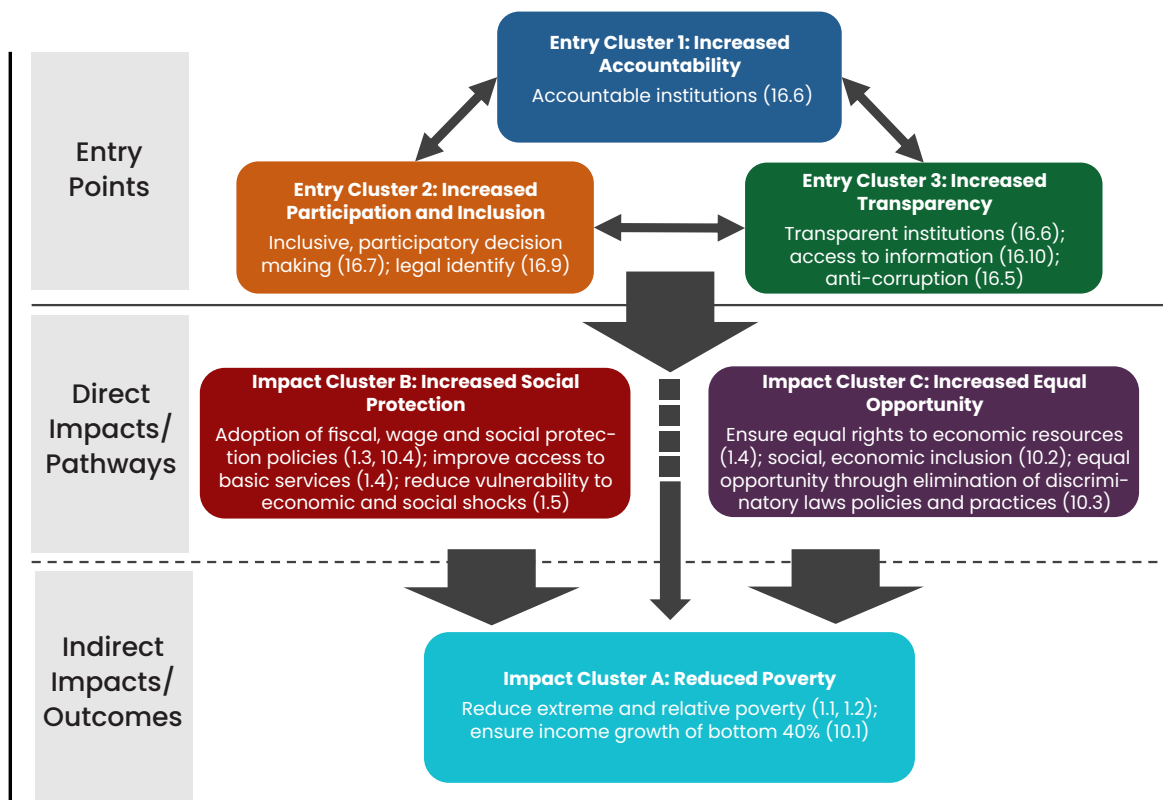 Entry Cluster 1: Increased
Accountability
Accountable institutions (16.6)
Entry
Points
Entry Cluster 2: Increased
Participation and Inclusion
Inclusive, participatory decision
making (16.7); legal identify (16.9)
Entry Cluster 3: Increased
Transparency
Transparent institutions (16.6);
access to information (16.10);
anti-corruption (16.5)
Direct
Impacts/
Pathways
Impact Cluster B: Increased Social
Protection
Adoption of fiscal, wage and social protec-
tion policies (1.3, 10.4); improve access to
basic services (1.4); reduce vulnerability to
economic and social shocks (1.5)
Impact Cluster C: Increased Equal
Opportunity
Ensure equal rights to economic resources
(1.4); social, economic inclusion (10.2); equal
opportunity through elimination of discrimi-
natory laws policies and practices (10.3)
Indirect
Impacts/
Outcomes
Impact Cluster A: Reduced Poverty
Reduce extreme and relative poverty (1.1, 1.2);
ensure income growth of bottom 40% (10.1)